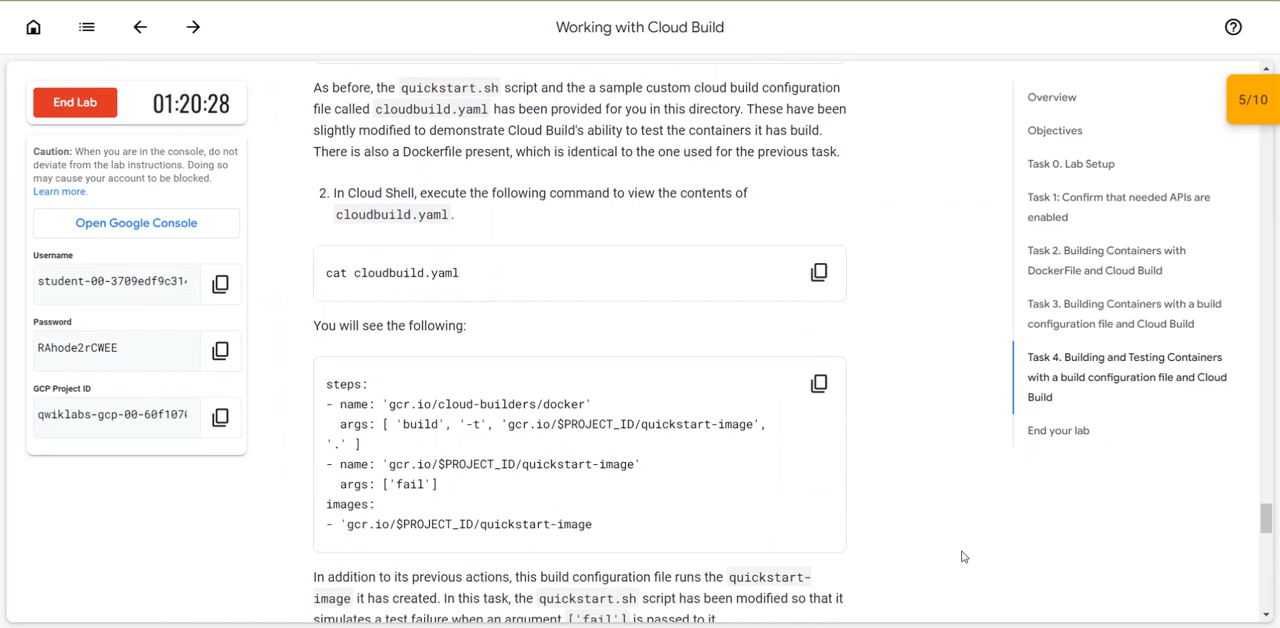 Working with Cloud Build
End Lab
01:20:28
Caution: When you are in the console, do not
deviate from the lab instructions. Doing so
may cause your account to be blocked.
Learn more.
Open Google Console
Username
student-00-3709edf9c314
Password
RAhode2rCWEE
GCP Project ID
qwiklabs-gcp-00-60f107
As before, the quickstart.sh script and the a sample custom cloud build configuration
file called cloudbuild.yaml has been provided for you in this directory. These have been
slightly modified to demonstrate Cloud Build's ability to test the containers it has build.
There is also a Dockerfile present, which is identical to the one used for the previous task.
2. In Cloud Shell, execute the following command to view the contents of
cloudbuild.yaml.
cat cloudbuild.yaml
You will see the following:
steps:
- name: 'gcr.io/cloud-builders/docker'
args: [ 'build', '-t', 'gcr.io/$PROJECT_ID/quickstart-image',
'.' ]
- name: 'gcr.io/$PROJECT_ID/quickstart-image'
args: ['fail']
images:
- 'gcr.io/$PROJECT_ID/quickstart-image
In addition to its previous actions, this build configuration file runs the quickstart-
image it has created. In this task, the quickstart.sh script has been modified so that it
simulates a test failure when an argument ['fail'] is passed to it.
Overview
Objectives
Task 0. Lab Setup
Task 1: Confirm that needed APIs are
enabled
Task 2. Building Containers with
DockerFile and Cloud Build
Task 3. Building Containers with a build
configuration file and Cloud Build
Task 4. Building and Testing Containers
with a build configuration file and Cloud
Build
End your lab
5/10